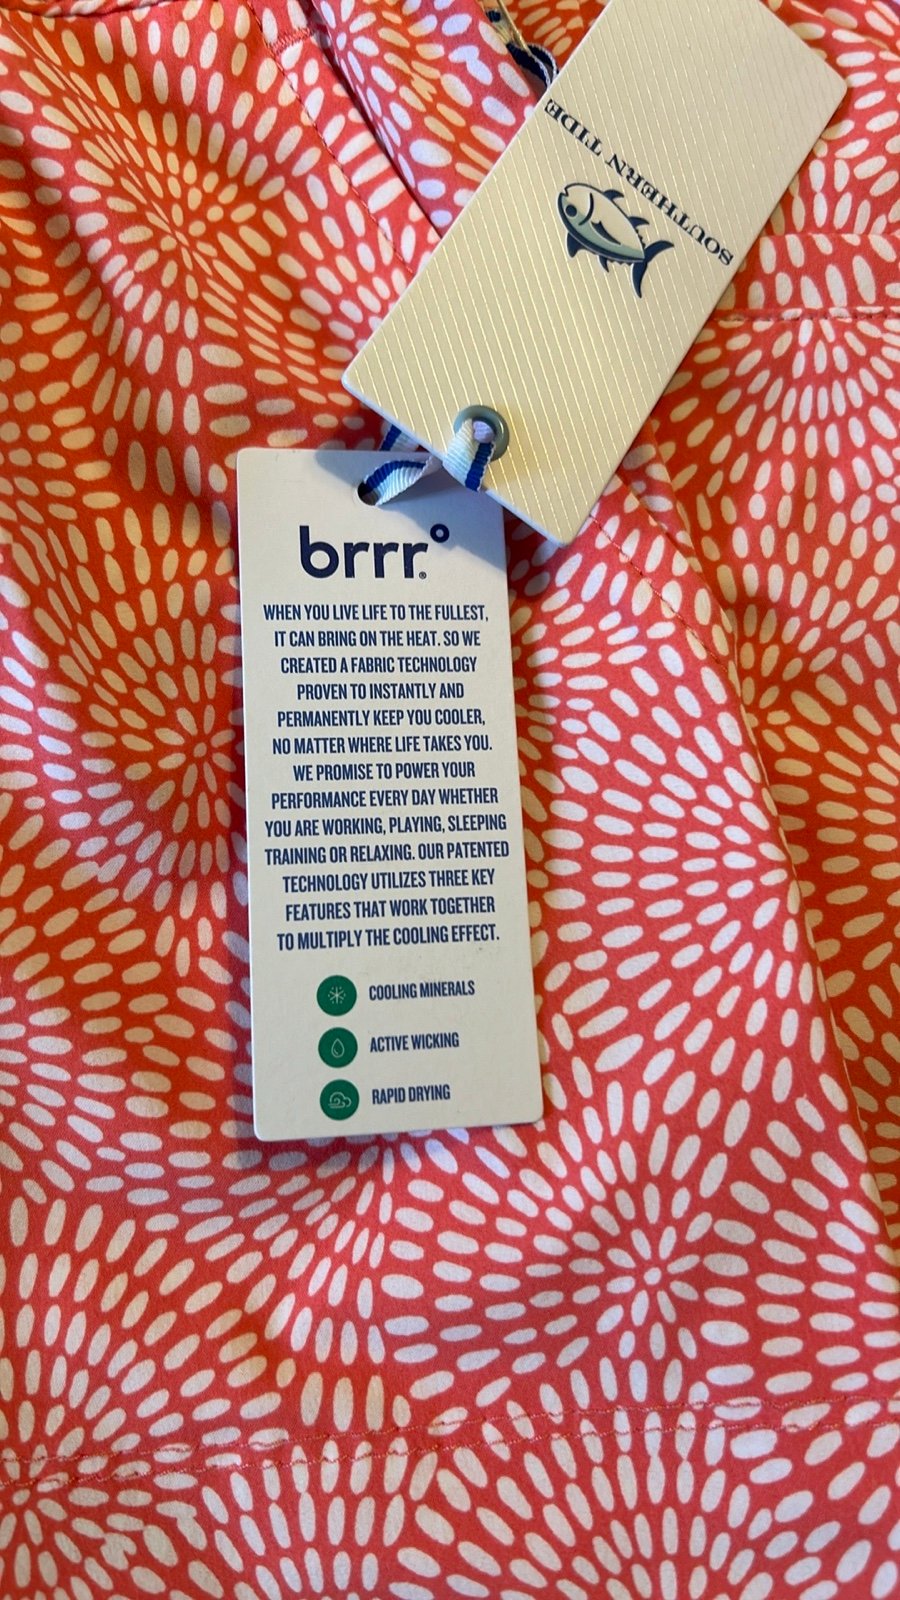 SOUTHERN TIDE
brrr.°®
WHEN YOU LIVE LIFE TO THE FULLEST,
IT CAN BRING ON THE HEAT. SO WE
CREATED A FABRIC TECHNOLOGY
PROVEN TO INSTANTLY AND
PERMANENTLY KEEP YOU COOLER,
NO MATTER WHERE LIFE TAKES YOU.
WE PROMISE TO POWER YOUR
PERFORMANCE EVERY DAY WHETHER
YOU ARE WORKING, PLAYING, SLEEPING
TRAINING OR RELAXING. OUR PATENTED
TECHNOLOGY UTILIZES THREE KEY
FEATURES THAT WORK TOGETHER
TO MULTIPLY THE COOLING EFFECT.
COOLING MINERALS
ACTIVE WICKING
RAPID DRYING